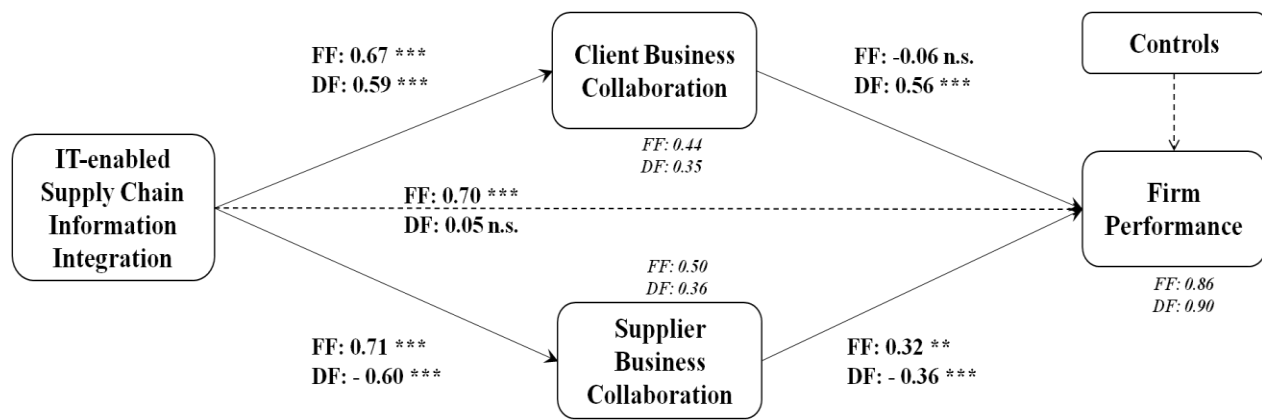 FF: 0.67 ***
DF: 0.59 ***
Client Business
Collaboration
FF: 0.44
DF: 0.35
FF: -0.06 n.s.
DF: 0.56 ***
Controls
IT-enabled
Supply Chain
Information
Integration
FF: 0.70 ***
DF: 0.05 n.s.
Firm
Performance
FF: 0.86
DF: 0.90
FF: 0.50
DF: 0.36
Supplier
Business
Collaboration
FF: 0.71 ***
DF: - 0.60 ***
FF: 0.32 **
DF: - 0.36 ***